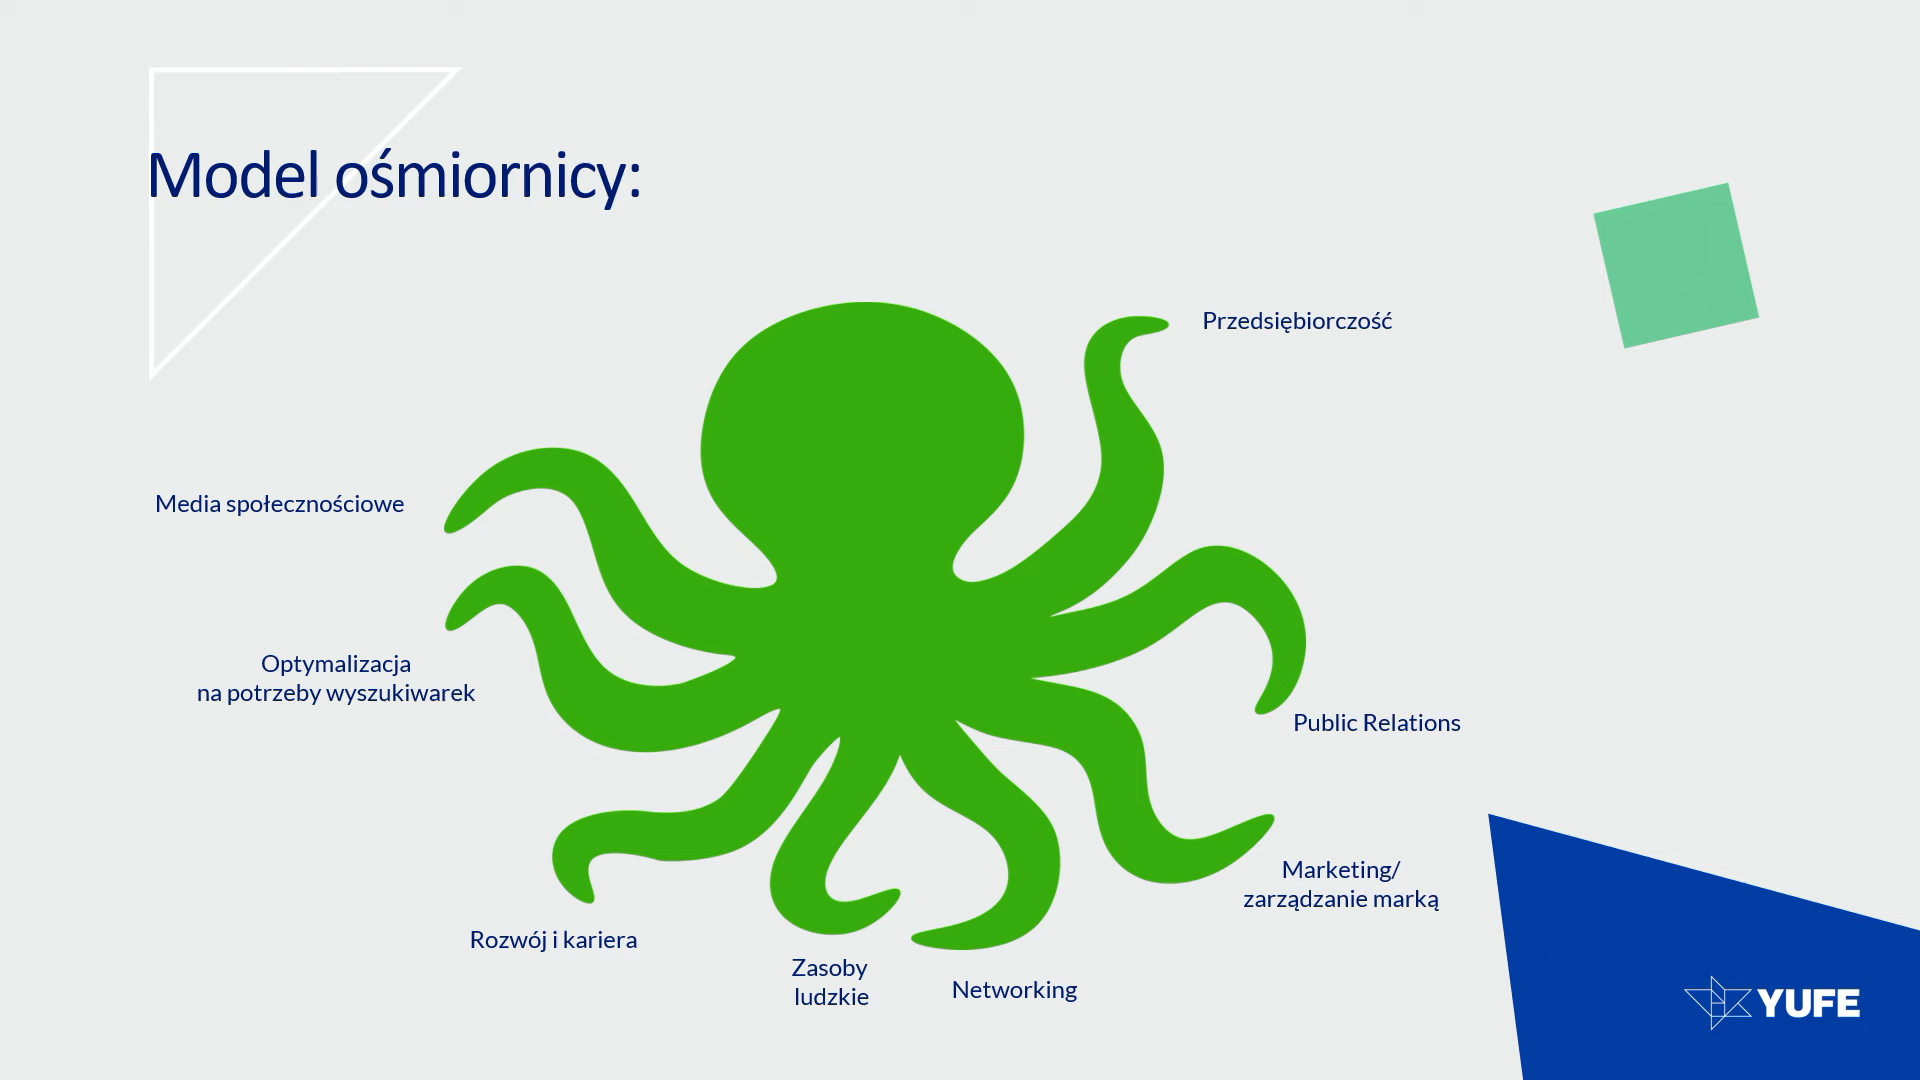 Model ośmiornicy:
Przedsiębiorczość
Media społecznościowe
Optymalizacja
na potrzeby wyszukiwarek
Public Relations
Marketing/
zarządzanie marką
Rozwój i kariera
Zasoby
ludzkie
Networking
YUFE